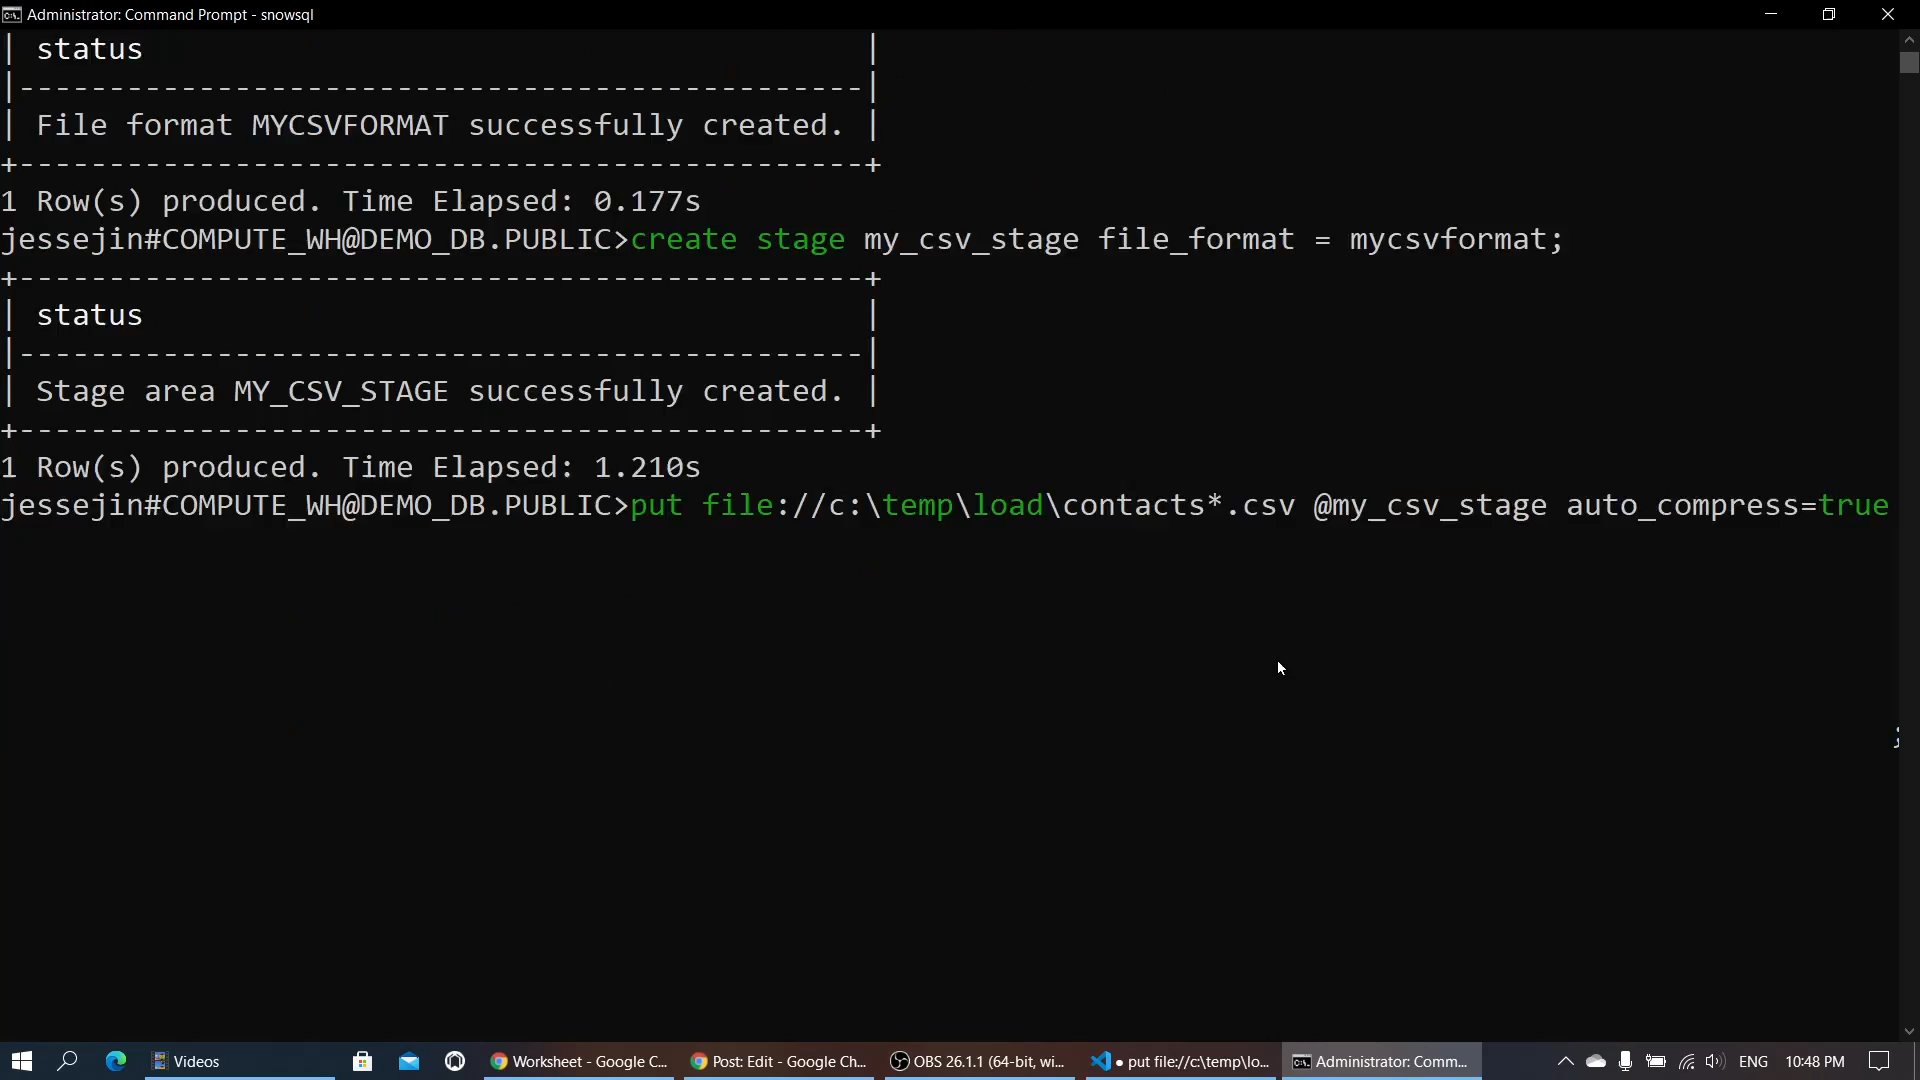 Administrator: Command Prompt - snowsql
| status |
|-----------------------------------------------|
| File format MYCSVFORMAT successfully created. |
+-----------------------------------------------+
1 Row(s) produced. Time Elapsed: 0.177s
jessejin#COMPUTE_WH@DEMO_DB.PUBLIC>create stage my_csv_stage file_format = mycsvformat;
+-----------------------------------------------+
| status |
|-----------------------------------------------|
| Stage area MY_CSV_STAGE successfully created. |
+-----------------------------------------------+
1 Row(s) produced. Time Elapsed: 1.210s
jessejin#COMPUTE_WH@DEMO_DB.PUBLIC>put file://c:\temp\load\contacts*.csv @my_csv_stage auto_compress=true
;
Videos
Worksheet - Google C...
Post: Edit - Google Ch...
OBS 26.1.1 (64-bit, wi...
● put file://c:\temp\lo...
Administrator: Comm...
ENG
10:48 PM